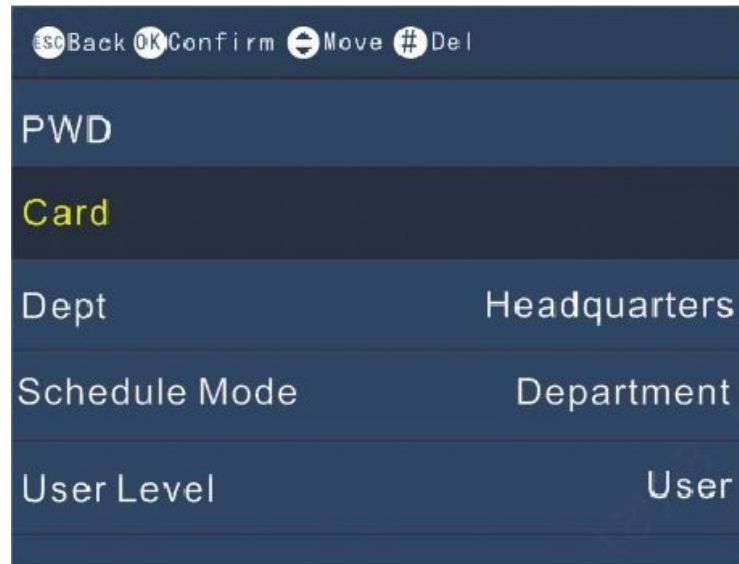 ESC Back OK Confirm Move # Del
PWD
Card
Dept Headquarters
Schedule Mode Department
User Level User